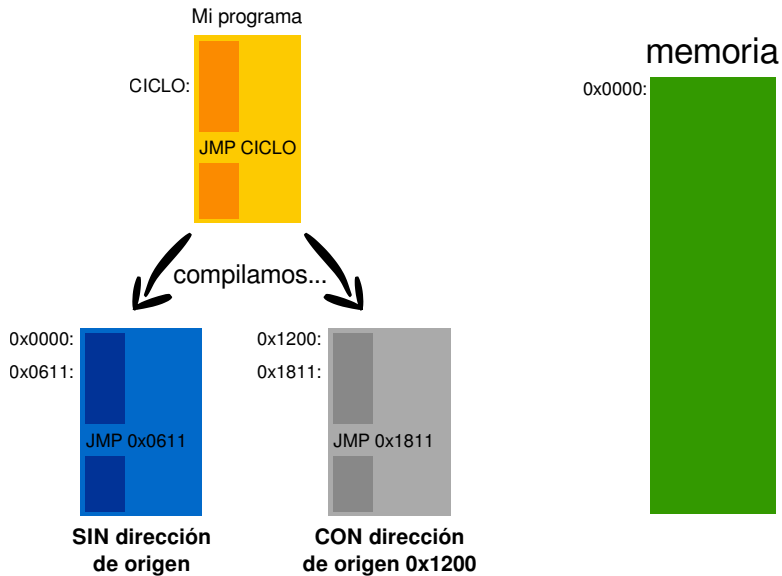 Mi programa
CICLO:
JMP CICLO
memoria
0x0000:
compilamos...
0x0000:
0x0611:
JMP 0x0611
SIN dirección
de origen
0x1200:
0x1811:
JMP 0x1811
CON dirección
de origen 0x1200